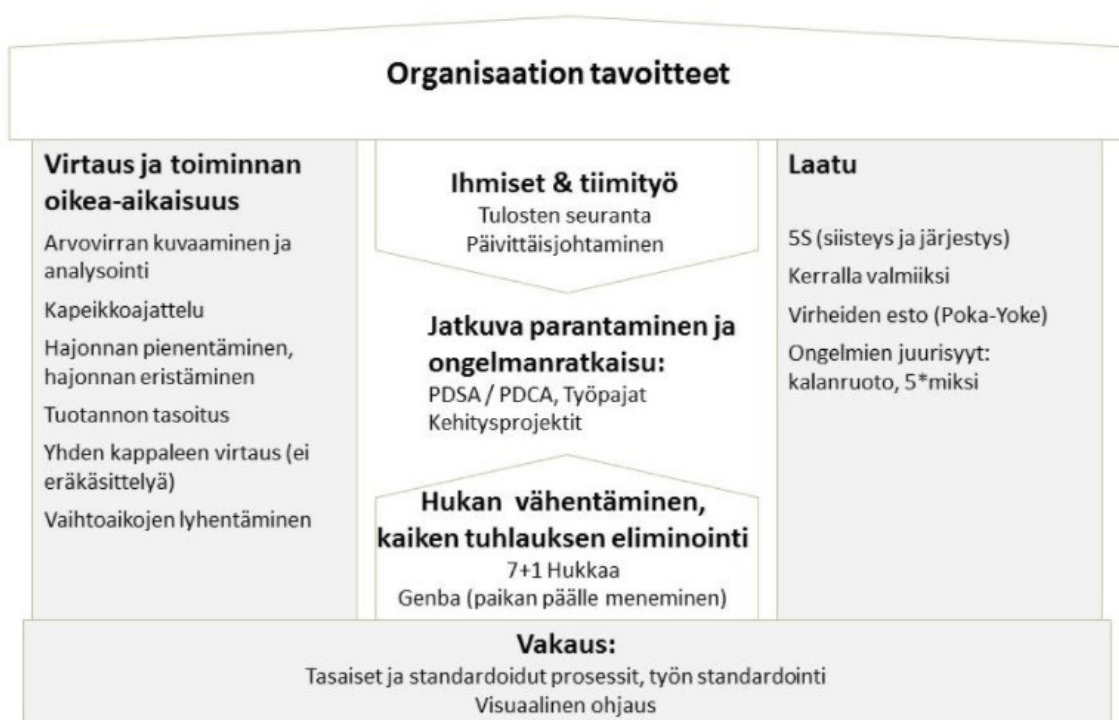 Organisaation tavoitteet
Virtaus ja toiminnan
oikea-aikaisuus
Arvovirran kuvaaminen ja
analysointi
Kapeikkoajattelu
Hajonnan pienentäminen,
hajonnan eristäminen
Tuotannon tasoitus
Yhden kappaleen virtaus (ei
eräkäsittelyä)
Vaihtoaikojen lyhentäminen
Ihmiset & tiimityö
Tulosten seuranta
Päivittäisjohtaminen
Jatkuva parantaminen ja
ongelmanratkaisu:
PDSA / PDCA, Työpajat
Kehitysprojektit
Hukan vähentäminen,
kaiken tuhlauksen eliminointi
7+1 Hukkaa
Genba (paikan päälle meneminen)
Laatu
5S (siisteys ja järjestys)
Kerralla valmiiksi
Virheiden esto (Poka-Yoke)
Ongelmien juurisyyt:
kalanruoto, 5*miksi
Vakaus:
Tasaiset ja standardoidut prosessit, työn standardointi
Visuaalinen ohjaus